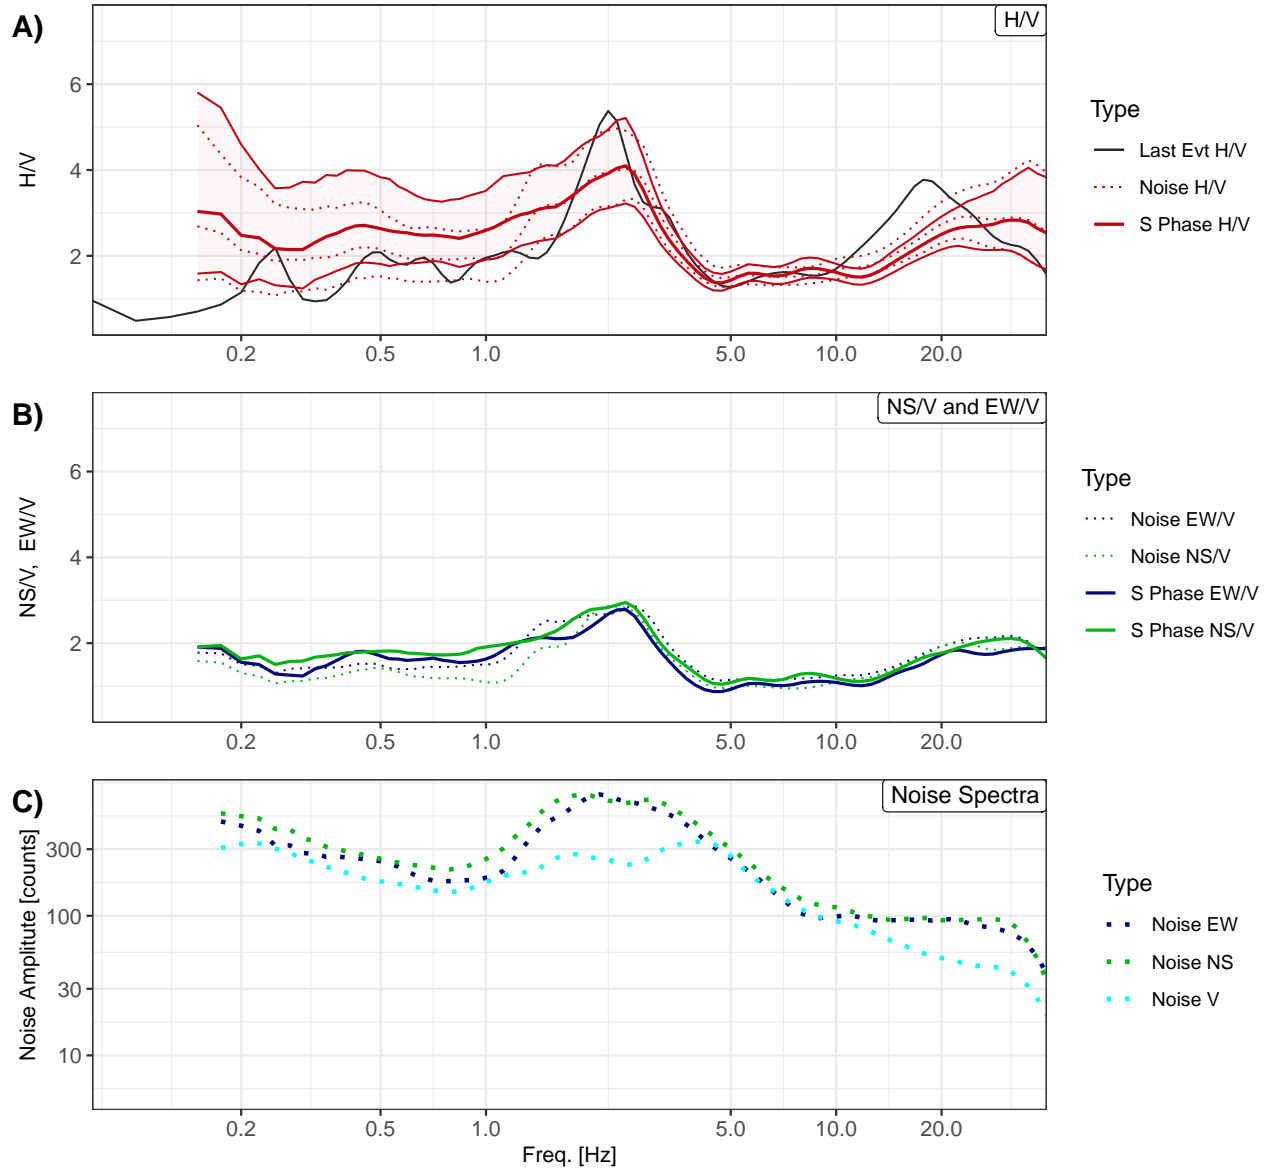 A)
H/V
6
4
2
H/V
0.2 0.5 1.0 5.0 10.0 20.0
Type
Last Evt H/V
Noise H/V
S Phase H/V
B)
NS/V and EW/V
6
4
2
NS/V, EW/V
0.2 0.5 1.0 5.0 10.0 20.0
Type
Noise EW/V
Noise NS/V
S Phase EW/V
S Phase NS/V
C)
Noise Spectra
300
100
30
10
Noise Amplitute [counts]
0.2 0.5 1.0 5.0 10.0 20.0
Freq. [Hz]
Type
Noise EW
Noise NS
Noise V